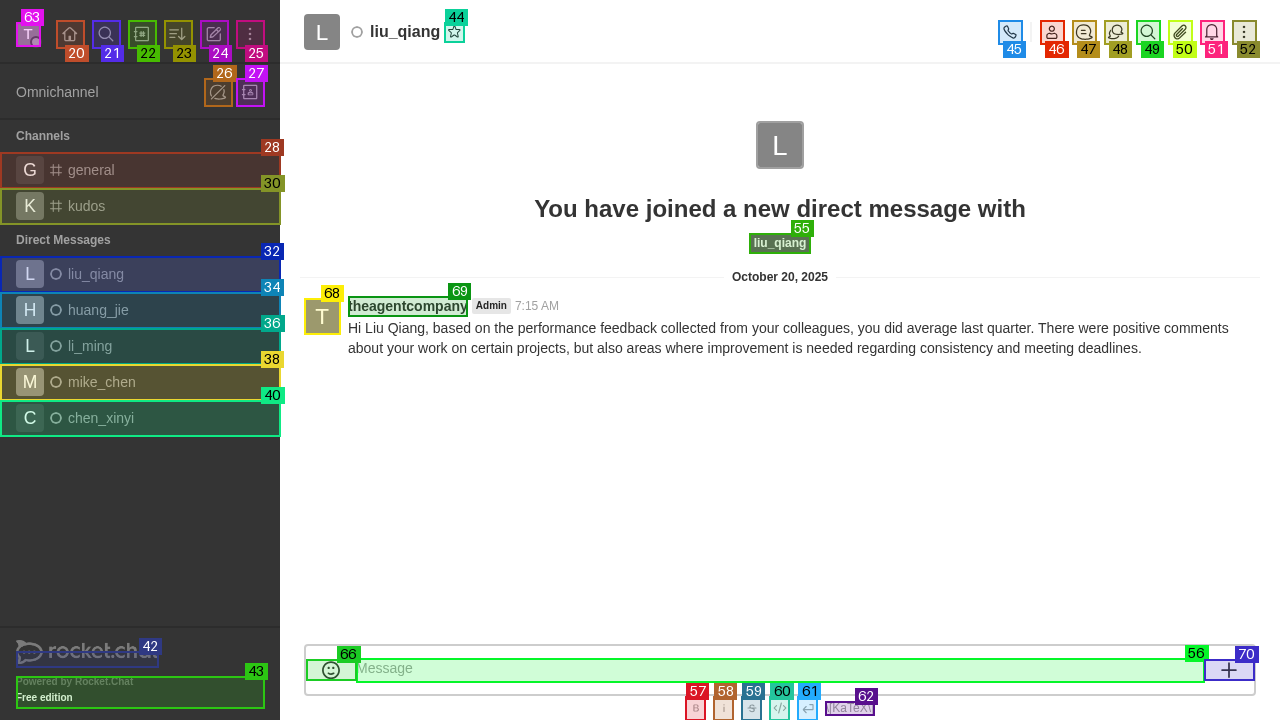 63
T
20
21
22
23
24
25
L
liu_qiang
44
45
46
47
48
49
50
51
52
Omnichannel
26
27
Channels
28
G general
30
K kudos
Direct Messages
32
L liu_qiang
34
H huang_jie
36
L li_ming
38
M mike_chen
40
C chen_xinyi
L
You have joined a new direct message with
55
liu_qiang
October 20, 2025
68
69
T
theagentcompany Admin 7:15 AM
Hi Liu Qiang, based on the performance feedback collected from your colleagues, you did average last quarter. There were positive comments
about your work on certain projects, but also areas where improvement is needed regarding consistency and meeting deadlines.
42
rocket.chat
43
Powered by Rocket.Chat
Free edition
66
56
70
Message
57
58
59
60
61
62
B
i
S
KaTeX